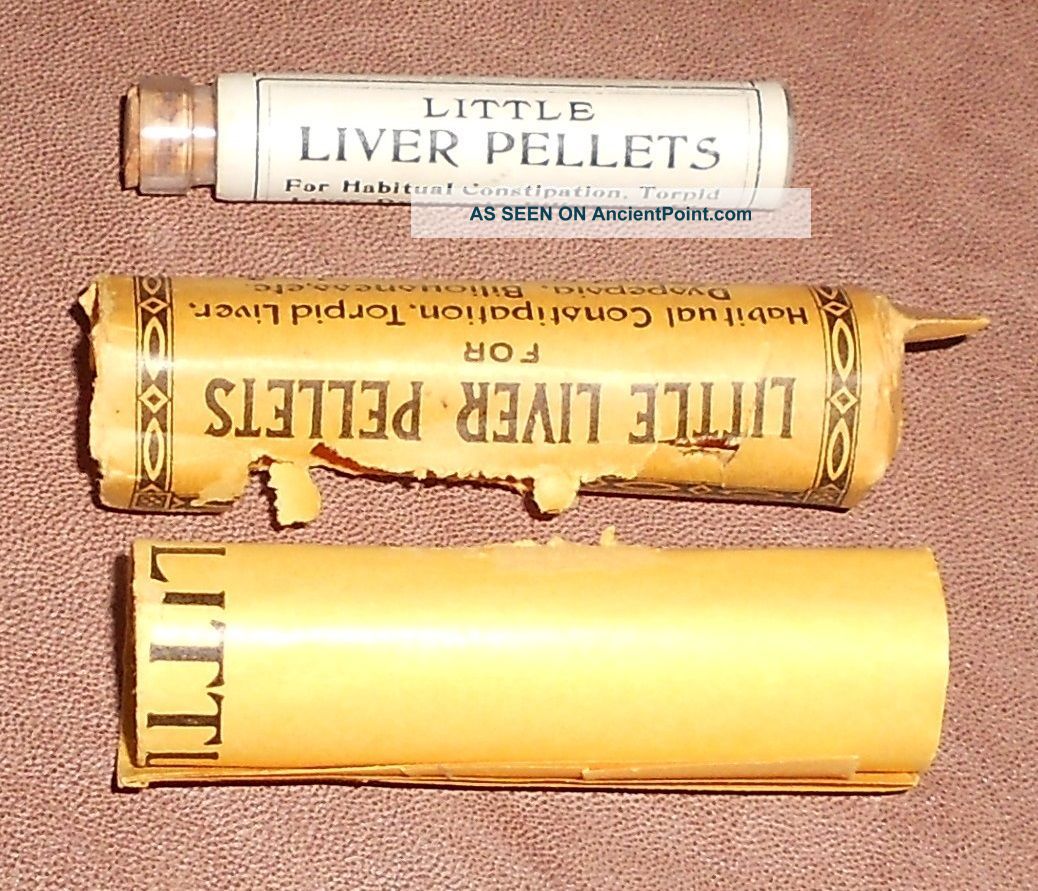 LITTLE
LIVER PELLETS
For Habitual Constipation, Torpid
AS SEEN ON AncientPoint.com
LITTLE LIVER PELLETS
FOR
Habitual Constipation, Torpid Liver,
Dyspepsia, Biliousness, etc.
LITTL